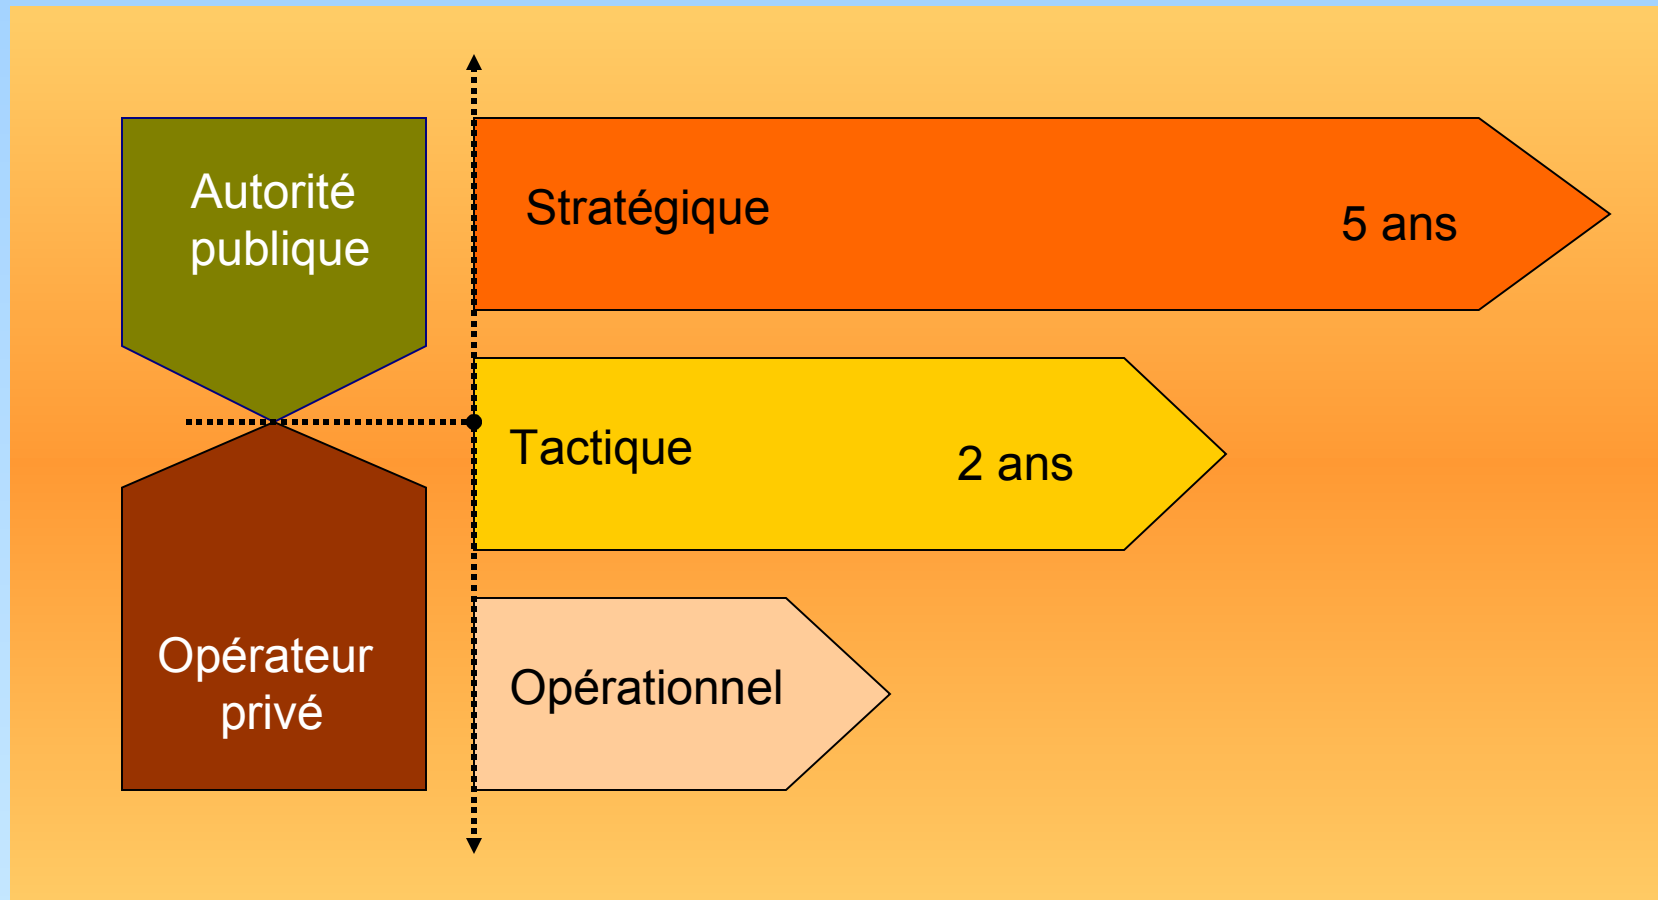 Autorité
publique
Stratégique
5 ans
Tactique
2 ans
Opérateur
privé
Opérationnel